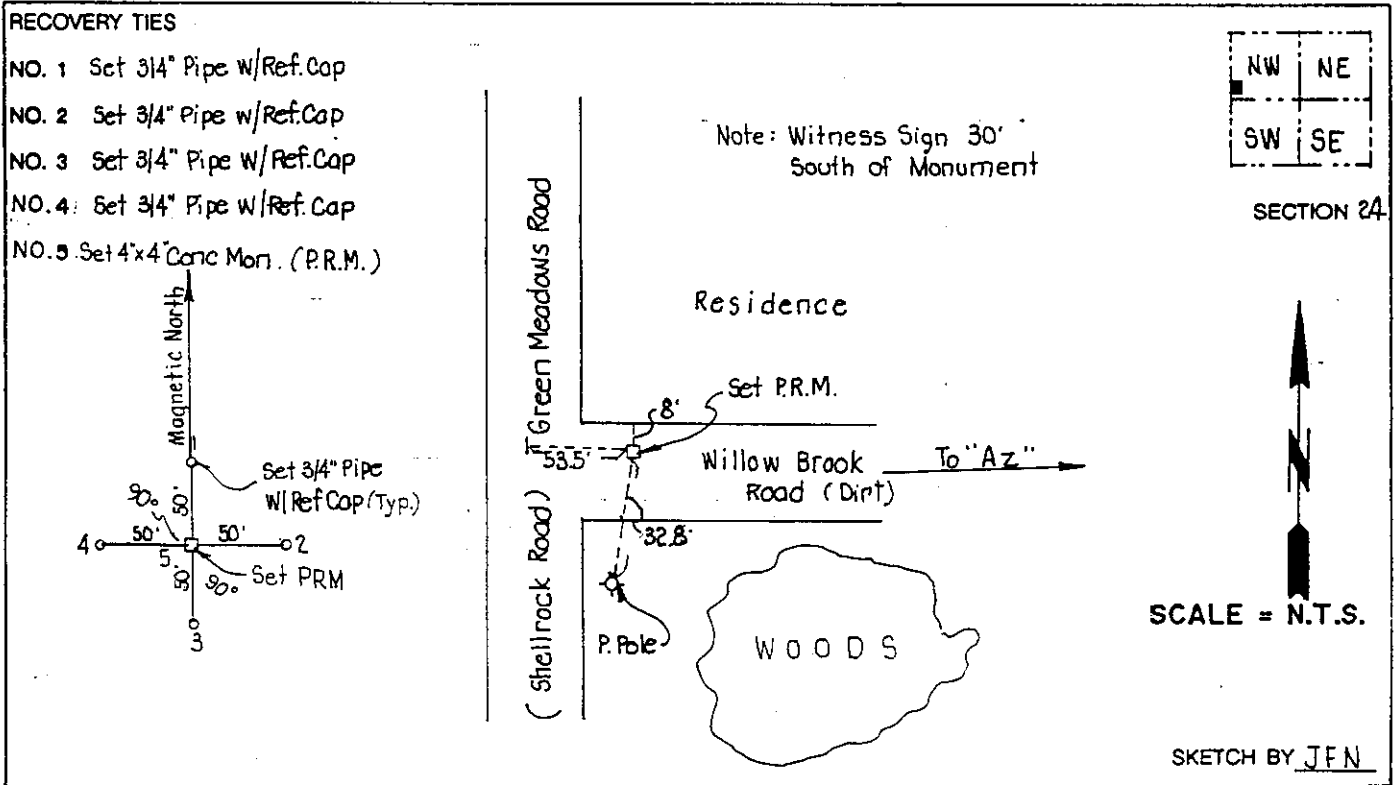 RECOVERY TIES
NO. 1 Set 3/4" Pipe W/Ref.Cap
NO. 2 Set 3/4" Pipe w/Ref.Cap
NO. 3 Set 3/4" Pipe W/Ref.Cap
NO.4: Set 3/4" Pipe W/Ref.Cap
NO.5 Set 4"x4" Conc Mon. (P.R.M.)
Magnetic North
Set 3/4" Pipe
W/Ref Cap (Typ.)
90°
50'
50'
50'
4
2
5
50'
90°
Set PRM
3
Note: Witness Sign 30'
South of Monument
Green Meadows Road
(Shellrock Road)
Residence
Set P.R.M.
8'
53.5'
Willow Brook
Road (Dirt)
To "Az"
32.8'
P. Pole
WOODS
NW
NE
SW
SE
SECTION 24
N
SCALE = N.T.S.
SKETCH BY JFN